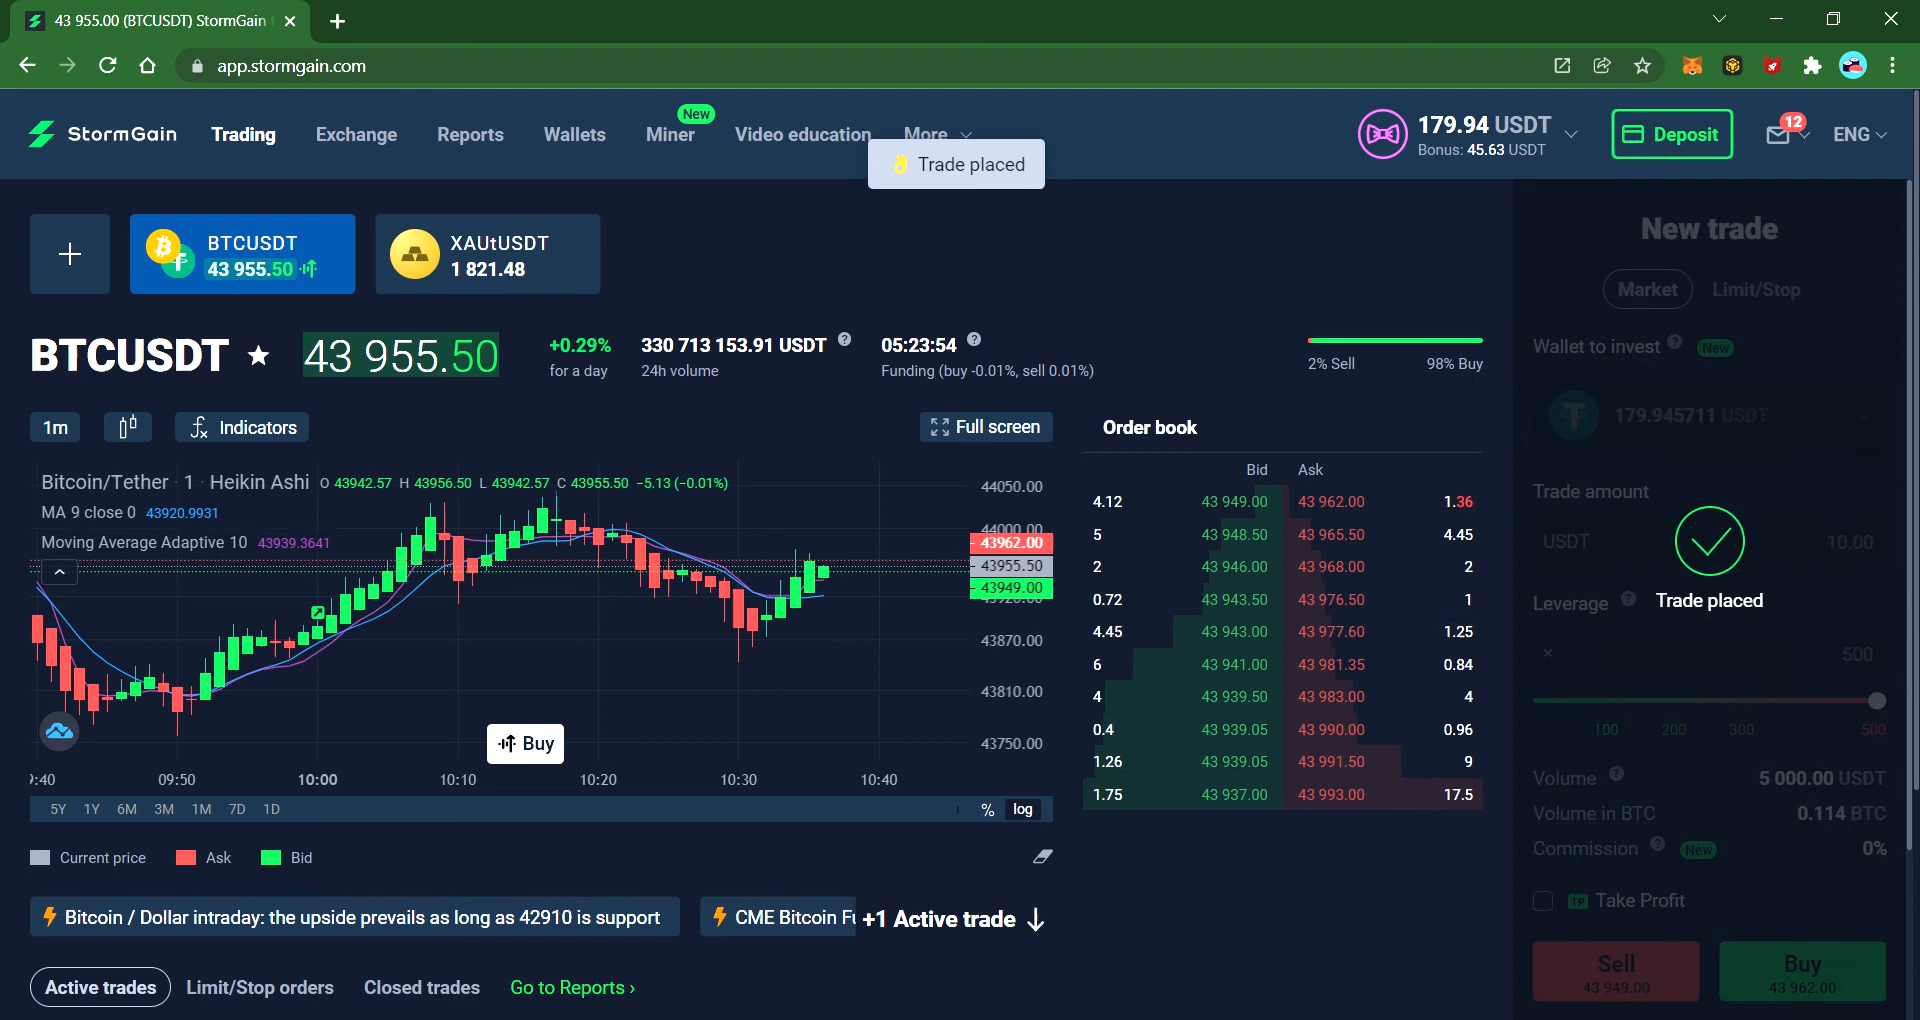 43 955.00 (BTCUSDT) StormGain
app.stormgain.com
StormGain
Trading
Exchange
Reports
Wallets
Miner
New
Video education
More
179.94 USDT
Bonus: 45.63 USDT
Deposit
12
ENG
Trade placed
BTCUSDT
43 955.50
XAUtUSDT
1 821.48
BTCUSDT
43 955.50
+0.29%
for a day
330 713 153.91 USDT
24h volume
05:23:54
Funding (buy -0.01%, sell 0.01%)
2% Sell
98% Buy
1m
Indicators
Full screen
Bitcoin/Tether · 1 · Heikin Ashi O 43942.57 H 43956.50 L 43942.57 C 43955.50 −5.13 (−0.01%)
MA 9 close 0 43920.9931
Moving Average Adaptive 10 43939.3641
44050.00
44000.00
43962.00
43955.50
43949.00
43870.00
43810.00
43750.00
Buy
09:50 10:00 10:10 10:20 10:30 10:40
5Y 1Y 6M 3M 1M 7D 1D
% log
Current price Ask Bid
Order book
Bid Ask
4.12 43 949.00 43 962.00 1.36
5 43 948.50 43 965.50 4.45
2 43 946.00 43 968.00 2
0.72 43 943.50 43 976.50 1
4.45 43 943.00 43 977.60 1.25
6 43 941.00 43 981.35 0.84
4 43 939.50 43 983.00 4
0.4 43 939.05 43 990.00 0.96
1.26 43 939.05 43 991.50 9
1.75 43 937.00 43 993.00 17.5
Bitcoin / Dollar intraday: the upside prevails as long as 42910 is support
CME Bitcoin
+1 Active trade
Active trades
Limit/Stop orders
Closed trades
Go to Reports ›
New trade
Market
Limit/Stop
Wallet to invest New
179.945711 USDT
Trade amount
USDT 10.00
Leverage
Trade placed
× 500
100 200 300 500
Volume 5 000.00 USDT
Volume in BTC 0.114 BTC
Commission New 0%
TP Take Profit
Sell
43 949.00
Buy
43 962.00